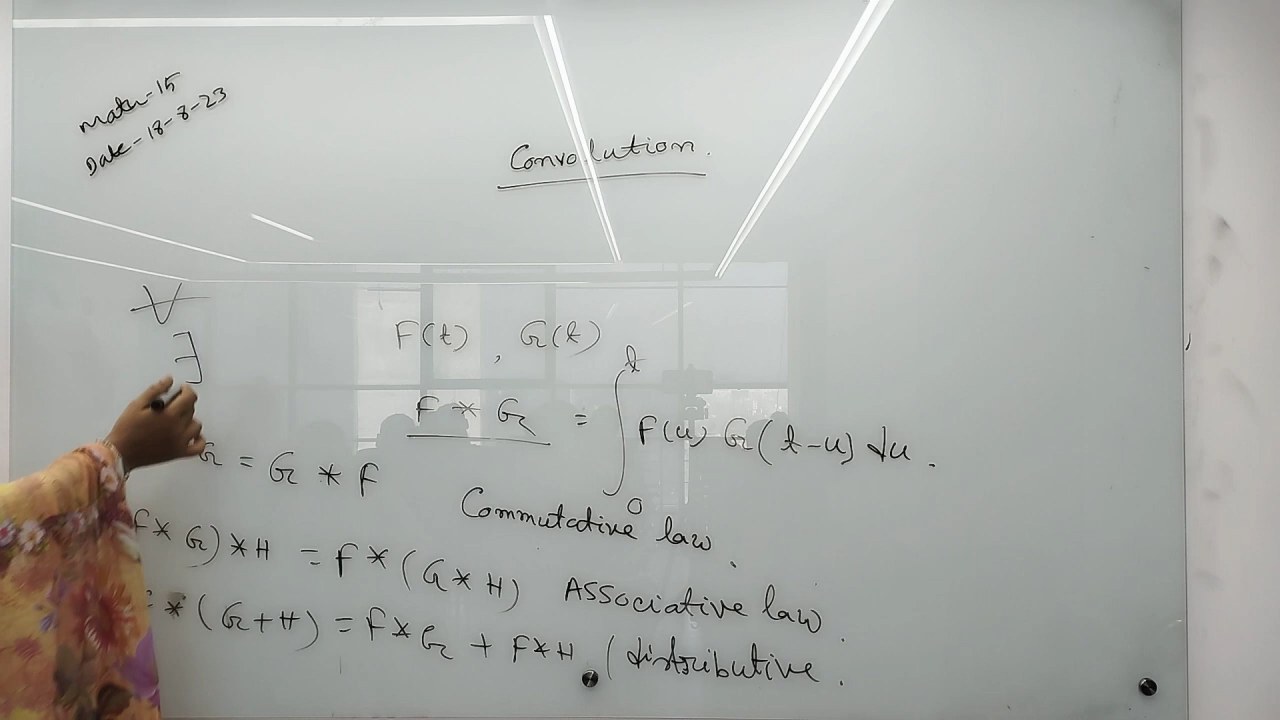 Math-15
Date-18-8-23
Convolution.
∀
∃
F(t), G(t)
F * G = ∫₀ᵗ F(u) G(t-u) du.
G = G * F
Commutative law.
F * G) * H = F * (G * H) Associative law.
* (G+H) = F * G + F * H (distributive.